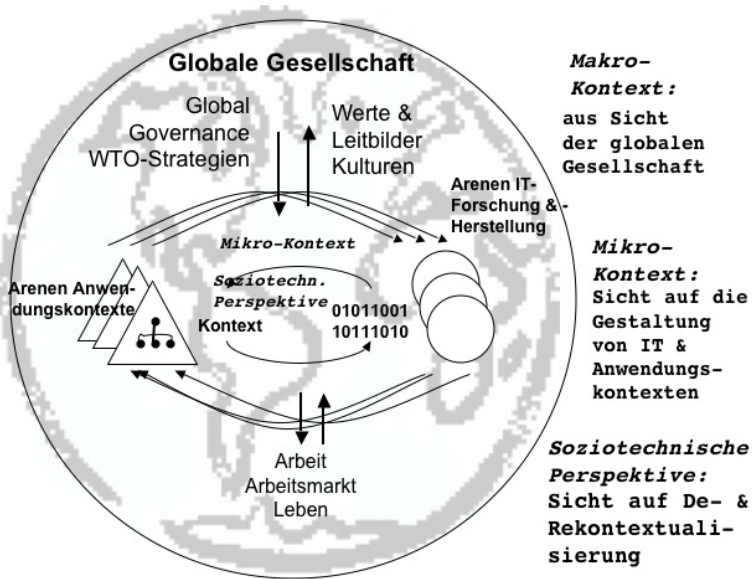 Globale Gesellschaft
Global
Governance
WTO-Strategien
Werte &
Leitbilder
Kulturen
Arenen IT-
Forschung & -
Herstellung
Mikro-Kontext
Arenen Anwen-
dungskontexte
Soziotechn.
Perspektive
Kontext
01011001
10111010
Arbeit
Arbeitsmarkt
Leben
Makro-
Kontext:
aus Sicht
der globalen
Gesellschaft
Mikro-
Kontext:
Sicht auf die
Gestaltung
von IT &
Anwendungs-
kontexten
Soziotechnische
Perspektive:
Sicht auf De- &
Rekontextuali-
sierung